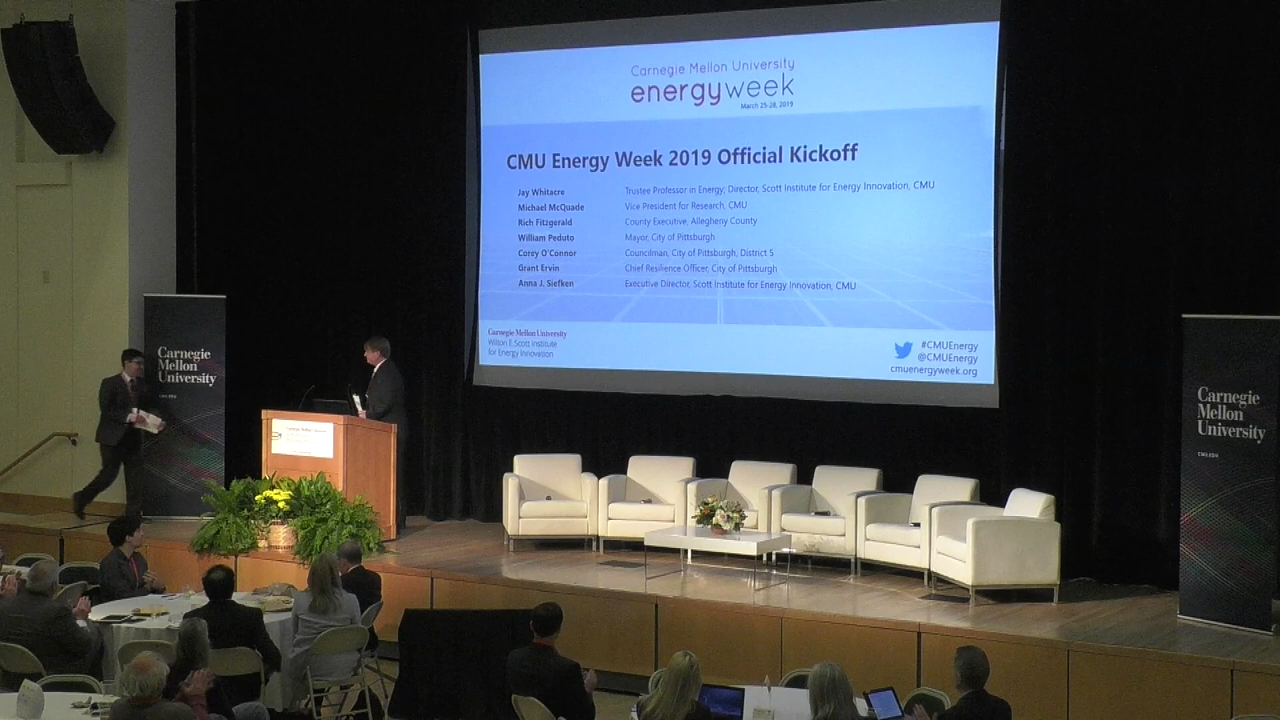 Carnegie Mellon University
energyweek
March 25-28, 2019
CMU Energy Week 2019 Official Kickoff
Jay Whitacre Trustee Professor in Energy; Director, Scott Institute for Energy Innovation, CMU
Michael McQuade Vice President for Research, CMU
Rich Fitzgerald County Executive, Allegheny County
William Peduto Mayor, City of Pittsburgh
Corey O'Connor Councilman, City of Pittsburgh, District 5
Grant Ervin Chief Resilience Officer, City of Pittsburgh
Anna J. Siefken Executive Director, Scott Institute for Energy Innovation, CMU
Carnegie Mellon University
Wilton E. Scott Institute
for Energy Innovation
#CMUEnergy
@CMUEnergy
cmuenergyweek.org
Carnegie
Mellon
University
CMU.EDU
Carnegie
Mellon
University
CMU.EDU